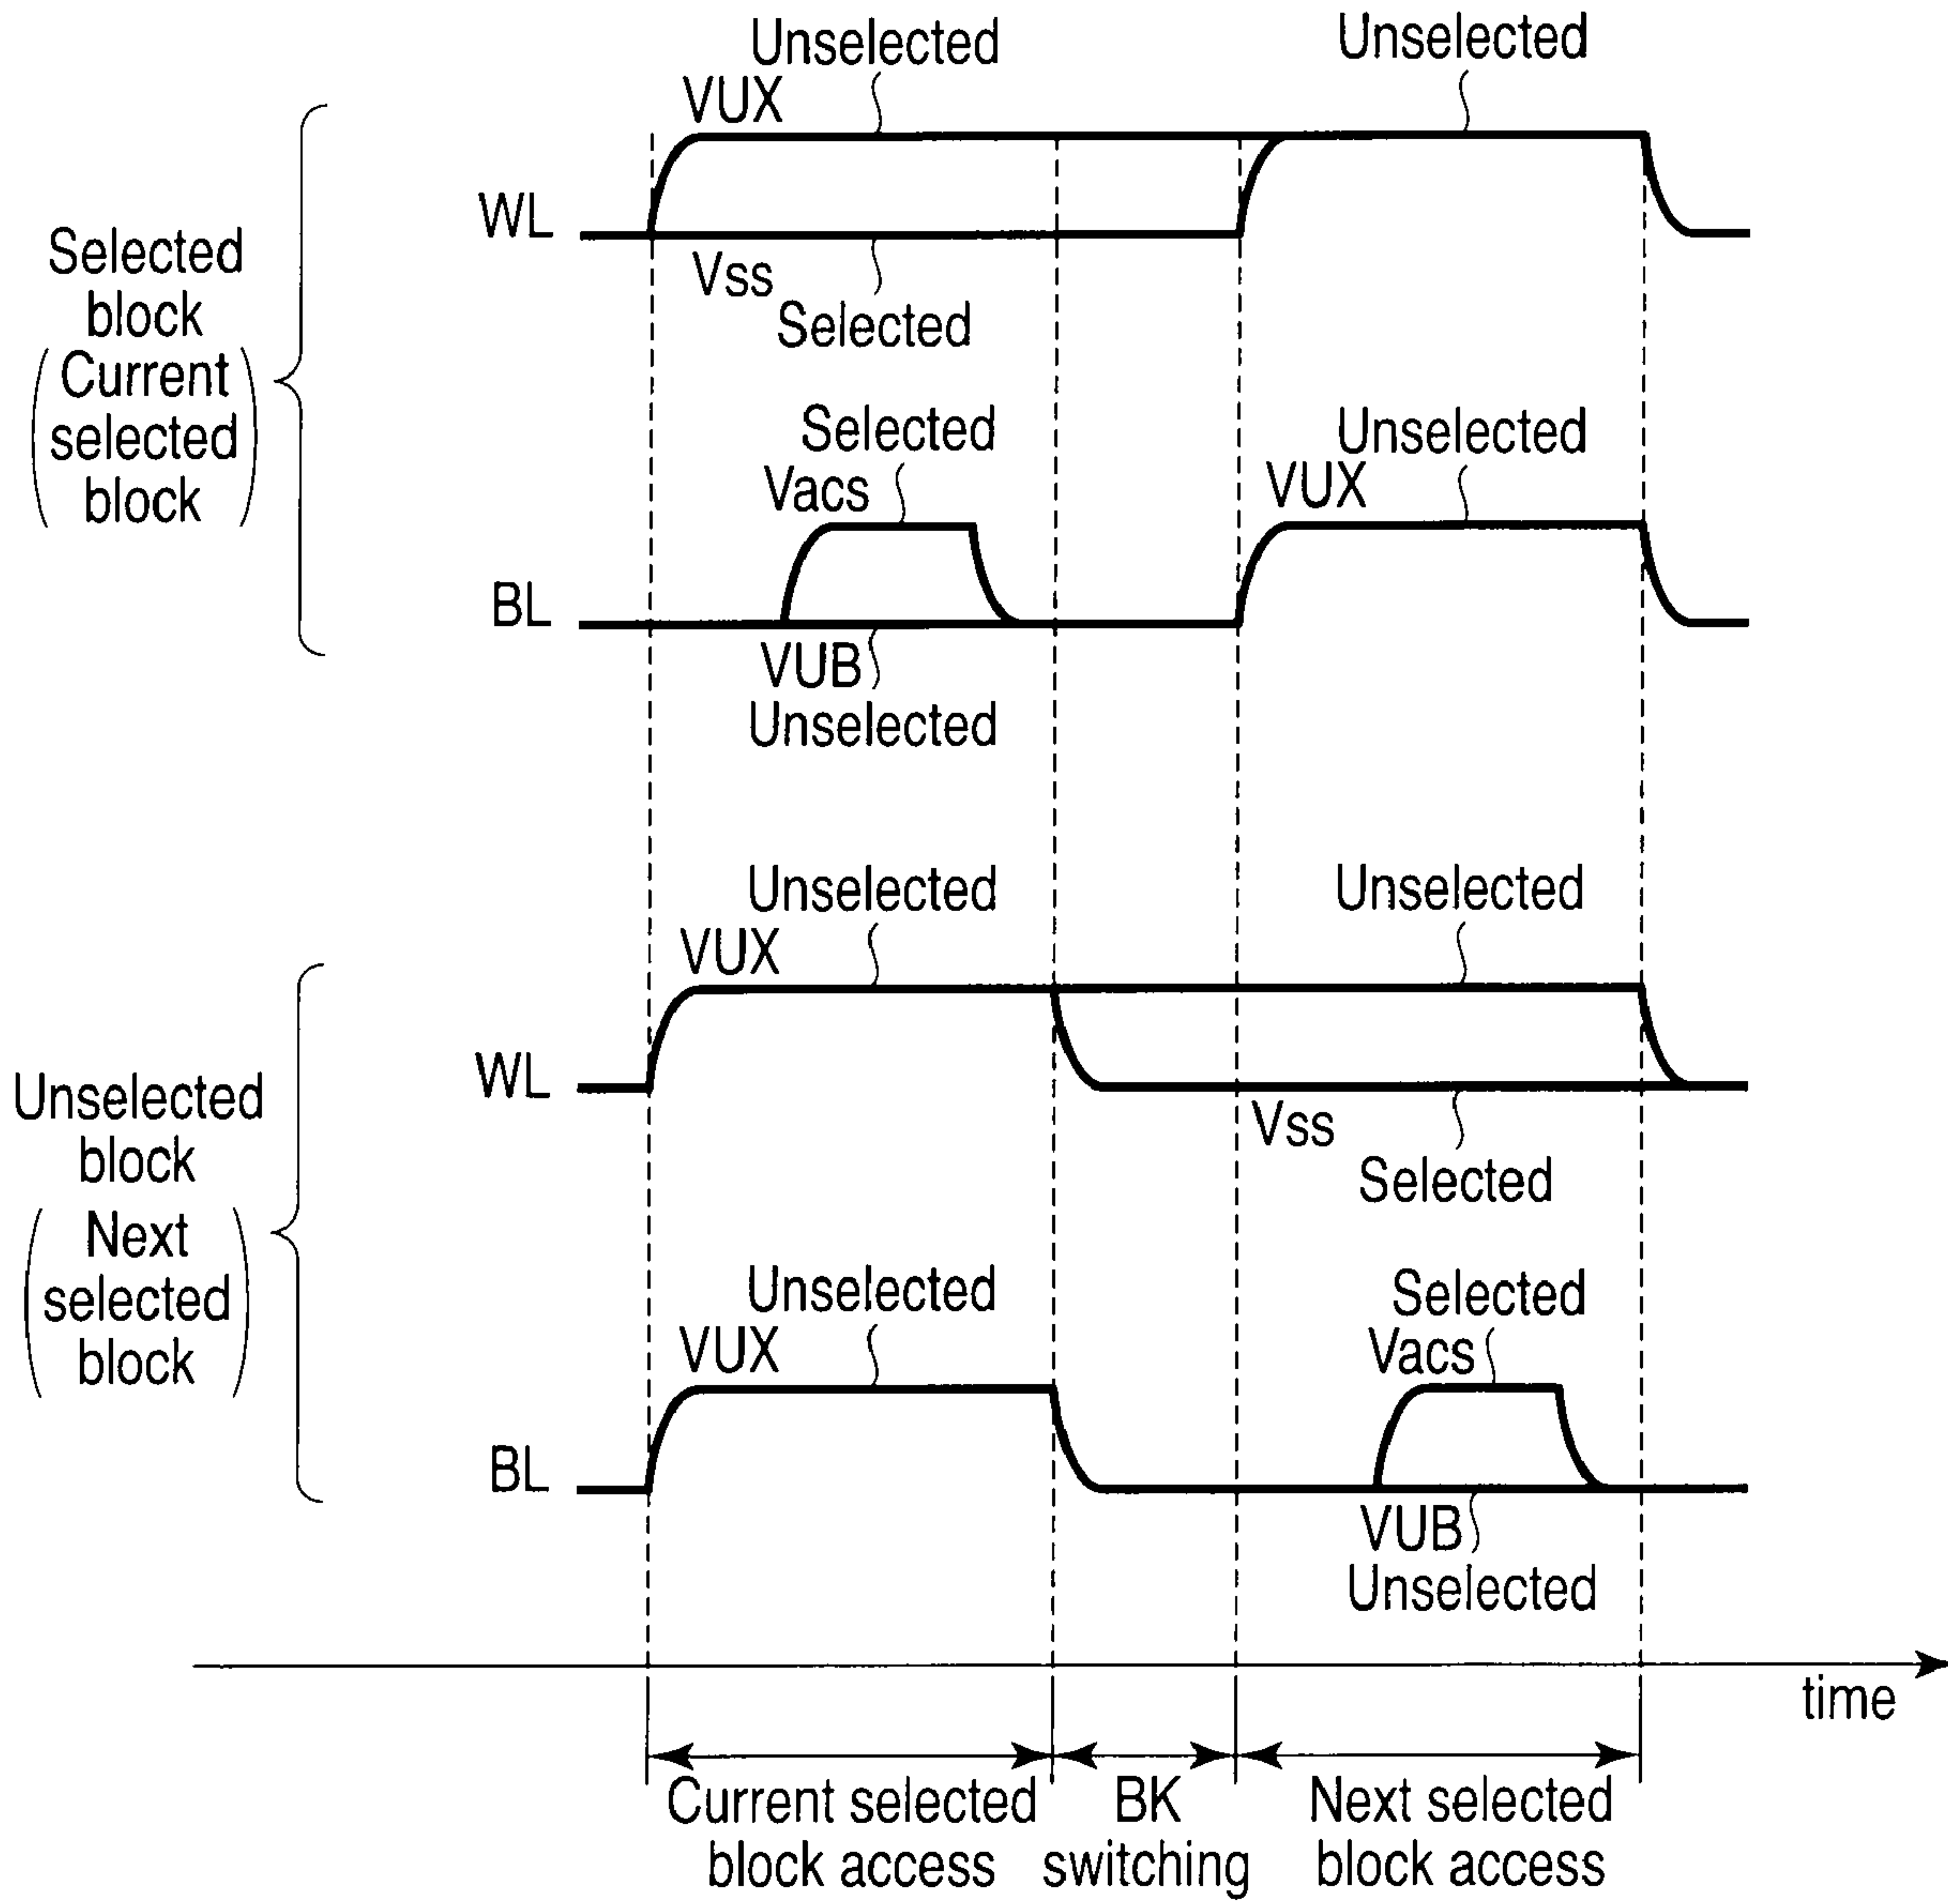 Unselected
Unselected
VUX
WL
Vss
Selected
Selected
block
Current
selected
block
Selected
Vacs
Unselected
VUX
BL
VUB
Unselected
Unselected
VUX
Unselected
WL
Vss
Selected
Unselected
block
Next
selected
block
Unselected
VUX
Selected
Vacs
BL
VUB
Unselected
time
Current selected
block access
BK
switching
Next selected
block access